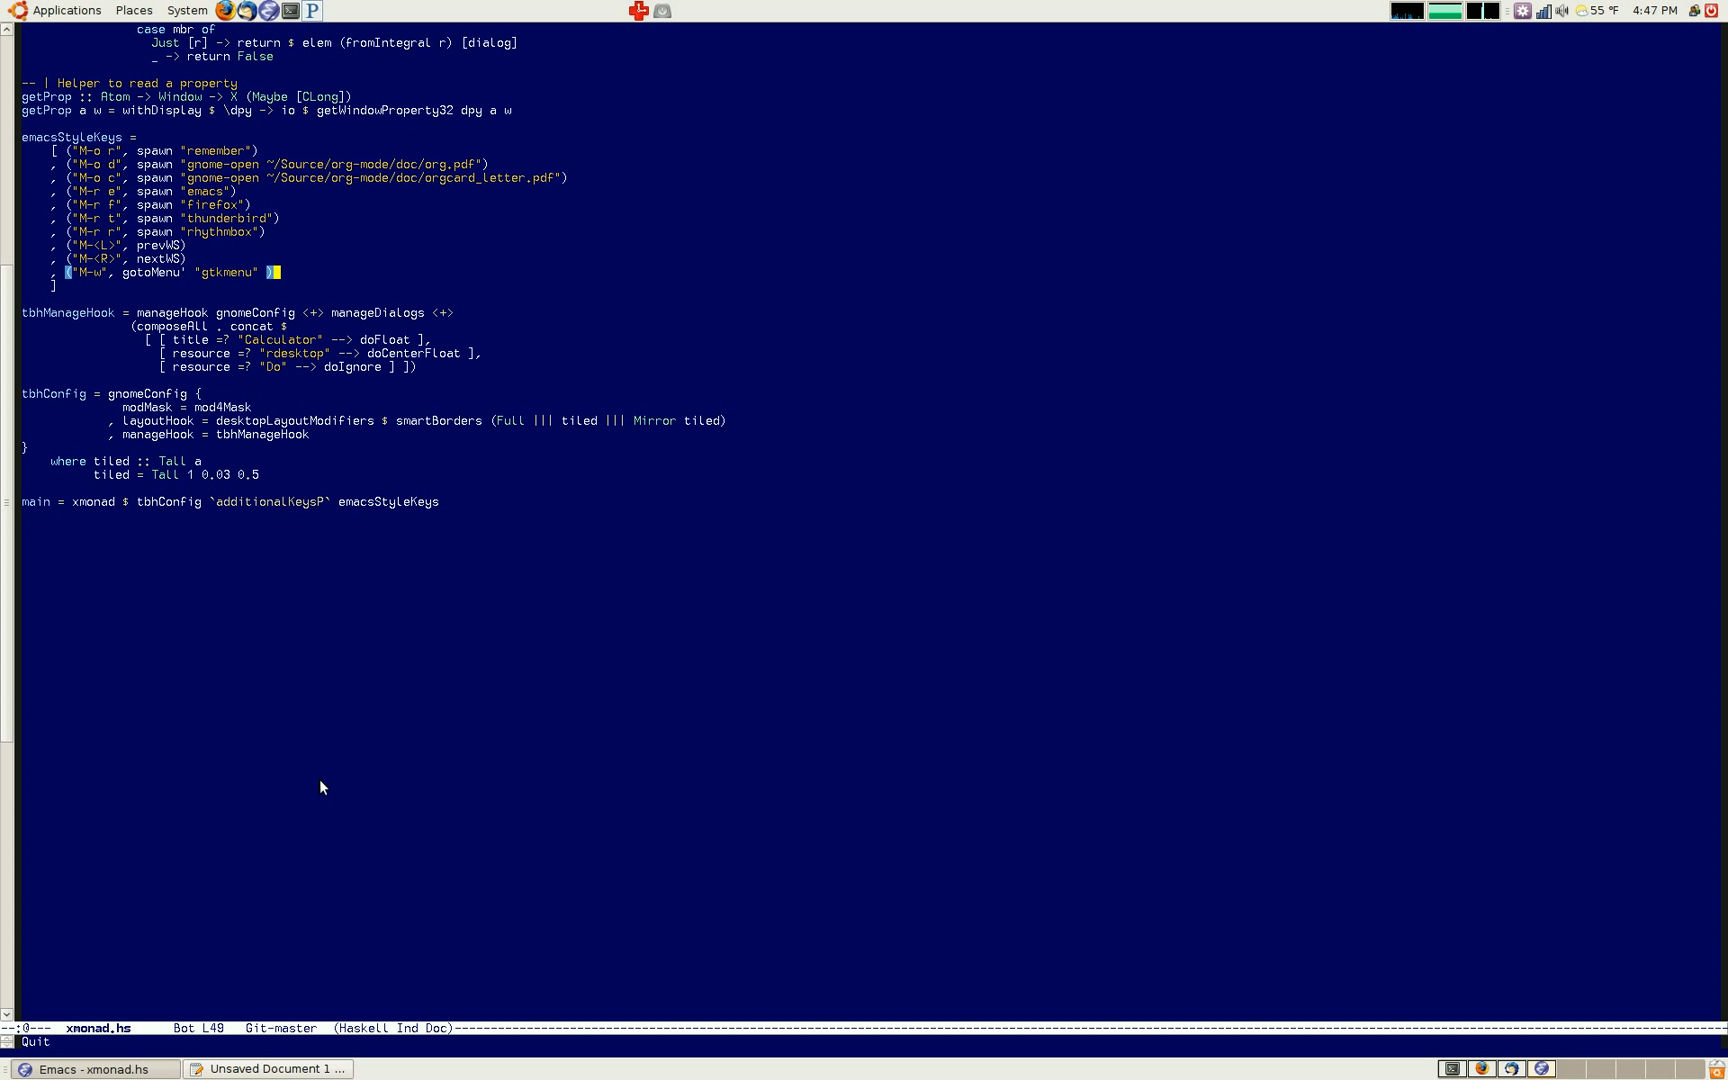 Applications Places System P 55 °F 4:47 PM
case mbr of
Just [r] -> return $ elem (fromIntegral r) [dialog]
_ -> return False
-- | Helper to read a property
getProp :: Atom -> Window -> X (Maybe [CLong])
getProp a w = withDisplay $ \dpy -> io $ getWindowProperty32 dpy a w
emacsStyleKeys =
[ ("M-o r", spawn "remember")
, ("M-o d", spawn "gnome-open ~/Source/org-mode/doc/org.pdf")
, ("M-o c", spawn "gnome-open ~/Source/org-mode/doc/orgcard_letter.pdf")
, ("M-r e", spawn "emacs")
, ("M-r f", spawn "firefox")
, ("M-r t", spawn "thunderbird")
, ("M-r r", spawn "rhythmbox")
, ("M-<L>", prevWS)
, ("M-<R>", nextWS)
, ("M-w", gotoMenu' "gtkmenu" )
]
tbhManageHook = manageHook gnomeConfig <+> manageDialogs <+>
(composeAll . concat $
[ [ title =? "Calculator" --> doFloat ],
[ resource =? "rdesktop" --> doCenterFloat ],
[ resource =? "Do" --> doIgnore ] ])
tbhConfig = gnomeConfig {
modMask = mod4Mask
, layoutHook = desktopLayoutModifiers $ smartBorders (Full ||| tiled ||| Mirror tiled)
, manageHook = tbhManageHook
}
where tiled :: Tall a
tiled = Tall 1 0.03 0.5
main = xmonad $ tbhConfig `additionalKeysP` emacsStyleKeys
--:0--- xmonad.hs Bot L49 Git-master (Haskell Ind Doc)---
Quit
Emacs - xmonad.hs Unsaved Document 1 ...